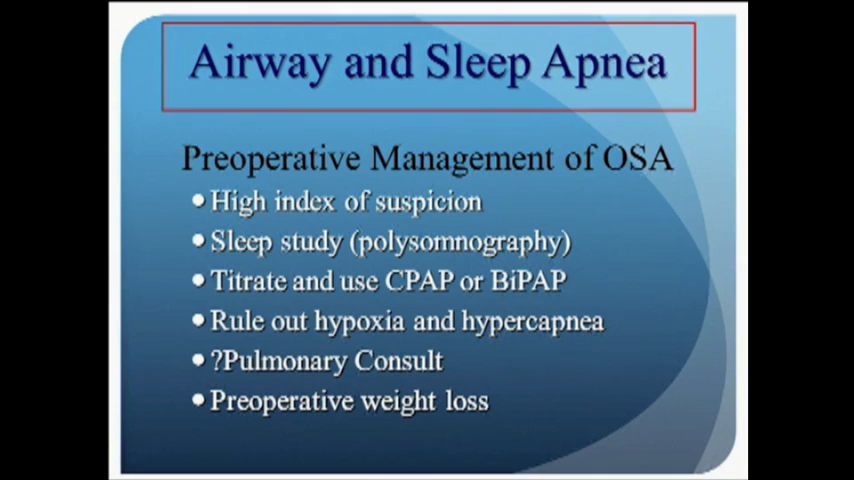 Airway and Sleep Apnea
Preoperative Management of OSA
• High index of suspicion
• Sleep study (polysomnography)
• Titrate and use CPAP or BiPAP
• Rule out hypoxia and hypercapnea
• ?Pulmonary Consult
• Preoperative weight loss